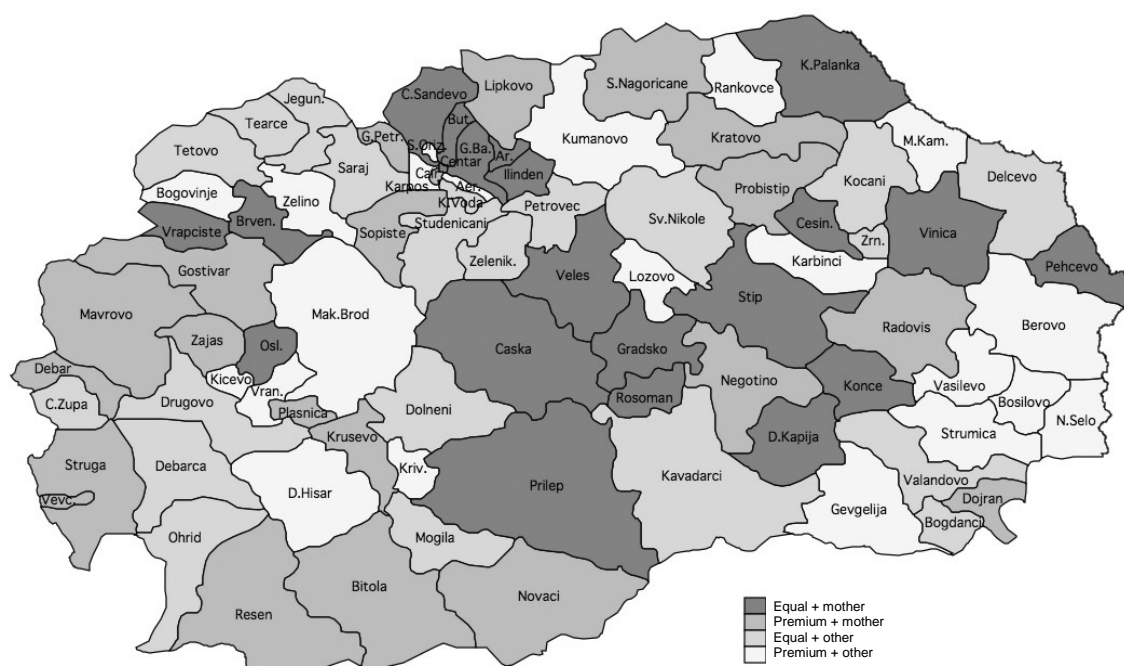 K.Palanka
Lipkovo
S.Nagoricane
Rankovce
C.Sandevo
Jegun.
But.
Tearce
G.Petr.
S.Oriz.
G.Ba.
Kumanovo
Kratovo
M.Kam.
Tetovo
Saraj
Centar
Ar.
Cair
Ilinden
Karpos
Aer.
Bogovinje
Zelino
K.Voda
Petrovec
Probistip
Kocani
Delcevo
Vrapciste
Brven.
Sopiste
Studenicani
Sv.Nikole
Cesin.
Zrn.
Vinica
Gostivar
Zelenik.
Veles
Lozovo
Karbinci
Pehcevo
Mavrovo
Mak.Brod
Stip
Radovis
Berovo
Zajas
Osl.
Caska
Gradsko
Debar
Kicevo
Vran.
Negotino
Konce
Vasilevo
C.Zupa
Drugovo
Plasnica
Dolneni
Rosoman
Bosilovo
N.Selo
Struga
Debarca
Krusevo
D.Kapija
Strumica
Vevc.
D.Hisar
Kriv.
Prilep
Kavadarci
Valandovo
Dojran
Gevgelija
Bogdanci
Ohrid
Mogila
Resen
Bitola
Novaci
Equal + mother
Premium + mother
Equal + other
Premium + other